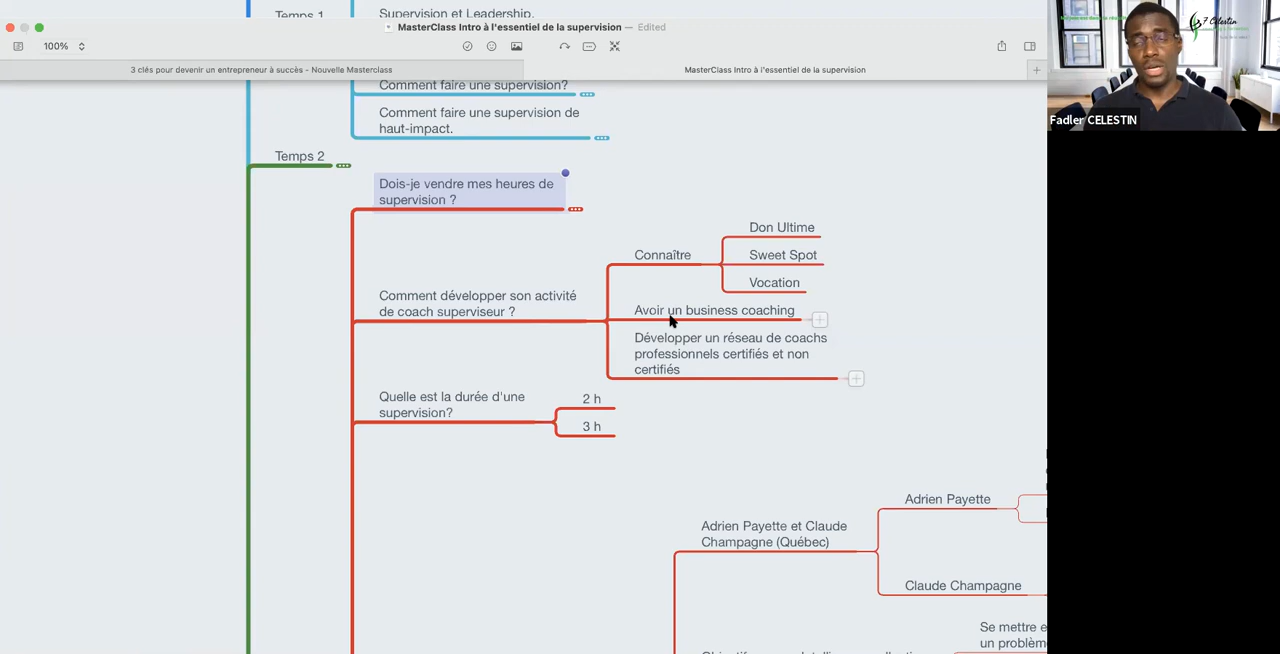 Temps 1
Supervision et Leadership.
MasterClass Intro à l'essentiel de la supervision — Edited
100%
3 clés pour devenir un entrepreneur à succès - Nouvelle Masterclass
MasterClass Intro à l'essentiel de la supervision
Comment faire une supervision?
Comment faire une supervision de
haut-impact.
Temps 2
Dois-je vendre mes heures de
supervision ?
Comment développer son activité
de coach superviseur ?
Connaître
Don Ultime
Sweet Spot
Vocation
Avoir un business coaching
Développer un réseau de coachs
professionnels certifiés et non
certifiés
Quelle est la durée d'une
supervision?
2 h
3 h
Adrien Payette et Claude
Champagne (Québec)
Adrien Payette
Claude Champagne
Se mettre e
un problèm
7 Célestin
Fadler CELESTIN